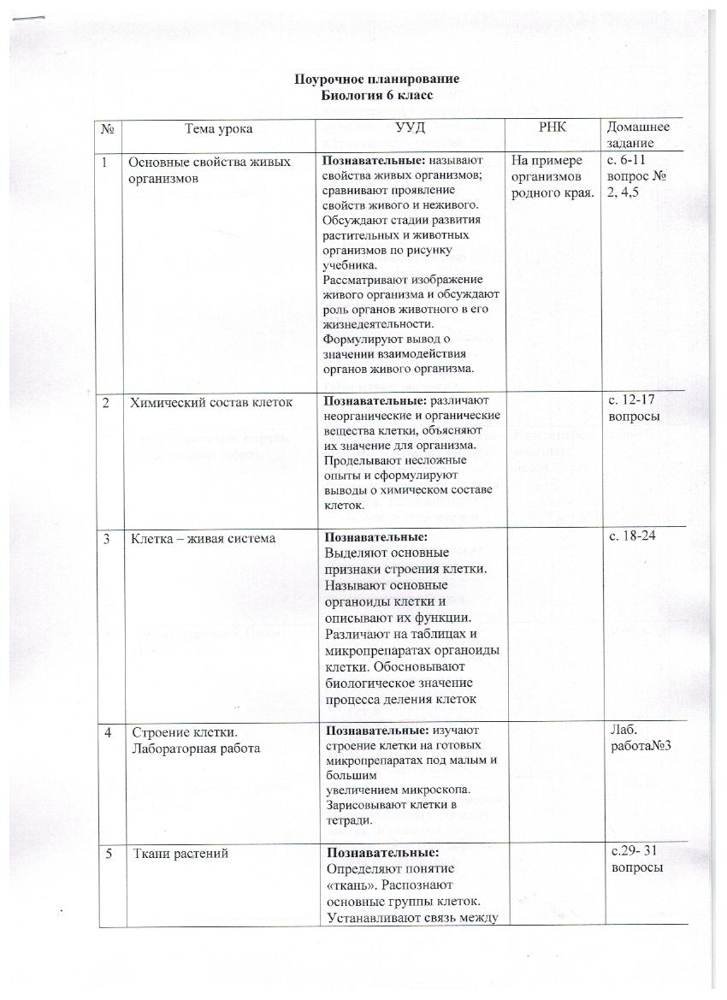 Поурочное планирование
Биология 6 класс
№ Тема урока УУД РНК Домашнее
задание
1 Основные свойства живых
организмов
Познавательные: называют
свойства живых организмов;
сравнивают проявление
свойств живого и неживого.
Обсуждают стадии развития
растительных и животных
организмов по рисунку
учебника.
Рассматривают изображение
живого организма и обсуждают
роль органов животного в его
жизнедеятельности.
Формулируют вывод о
значении взаимодействия
органов живого организма.
На примере
организмов
родного края.
с. 6-11
вопрос №
2, 4,5
2 Химический состав клеток
Познавательные: различают
неорганические и органические
вещества клетки, объясняют
их значение для организма.
Проделывают несложные
опыты и сформулируют
выводы о химическом составе
клеток.
с. 12-17
вопросы
3 Клетка – живая система
Познавательные:
Выделяют основные
признаки строения клетки.
Называют основные
органоиды клетки и
описывают их функции.
Различают на таблицах и
микропрепаратах органоиды
клетки. Обосновывают
биологическое значение
процесса деления клеток
с. 18-24
4 Строение клетки.
Лабораторная работа
Познавательные: изучают
строение клетки на готовых
микропрепаратах под малым и
большим
увеличением микроскопа.
Зарисовывают клетки в
тетради.
Лаб.
работа№3
5 Ткани растений
Познавательные:
Определяют понятие
«ткань». Распознают
основные группы клеток.
Устанавливают связь между
с.29- 31
вопросы